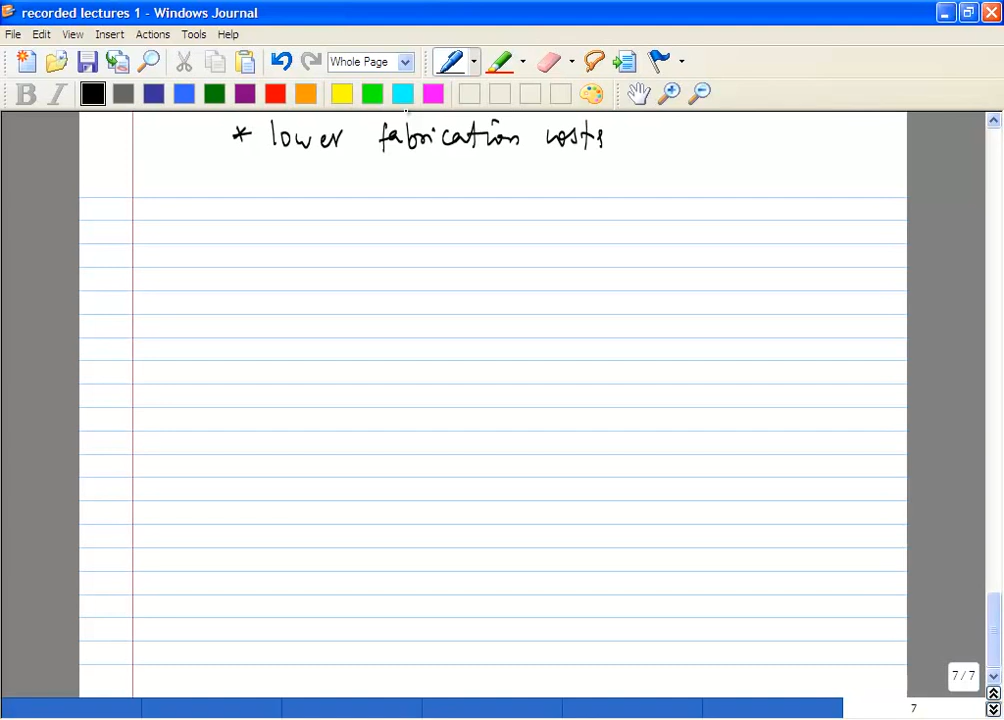 recorded lectures 1 - Windows Journal
File Edit View Insert Actions Tools Help
Whole Page
B I
* lower fabrication costs
7 / 7
7